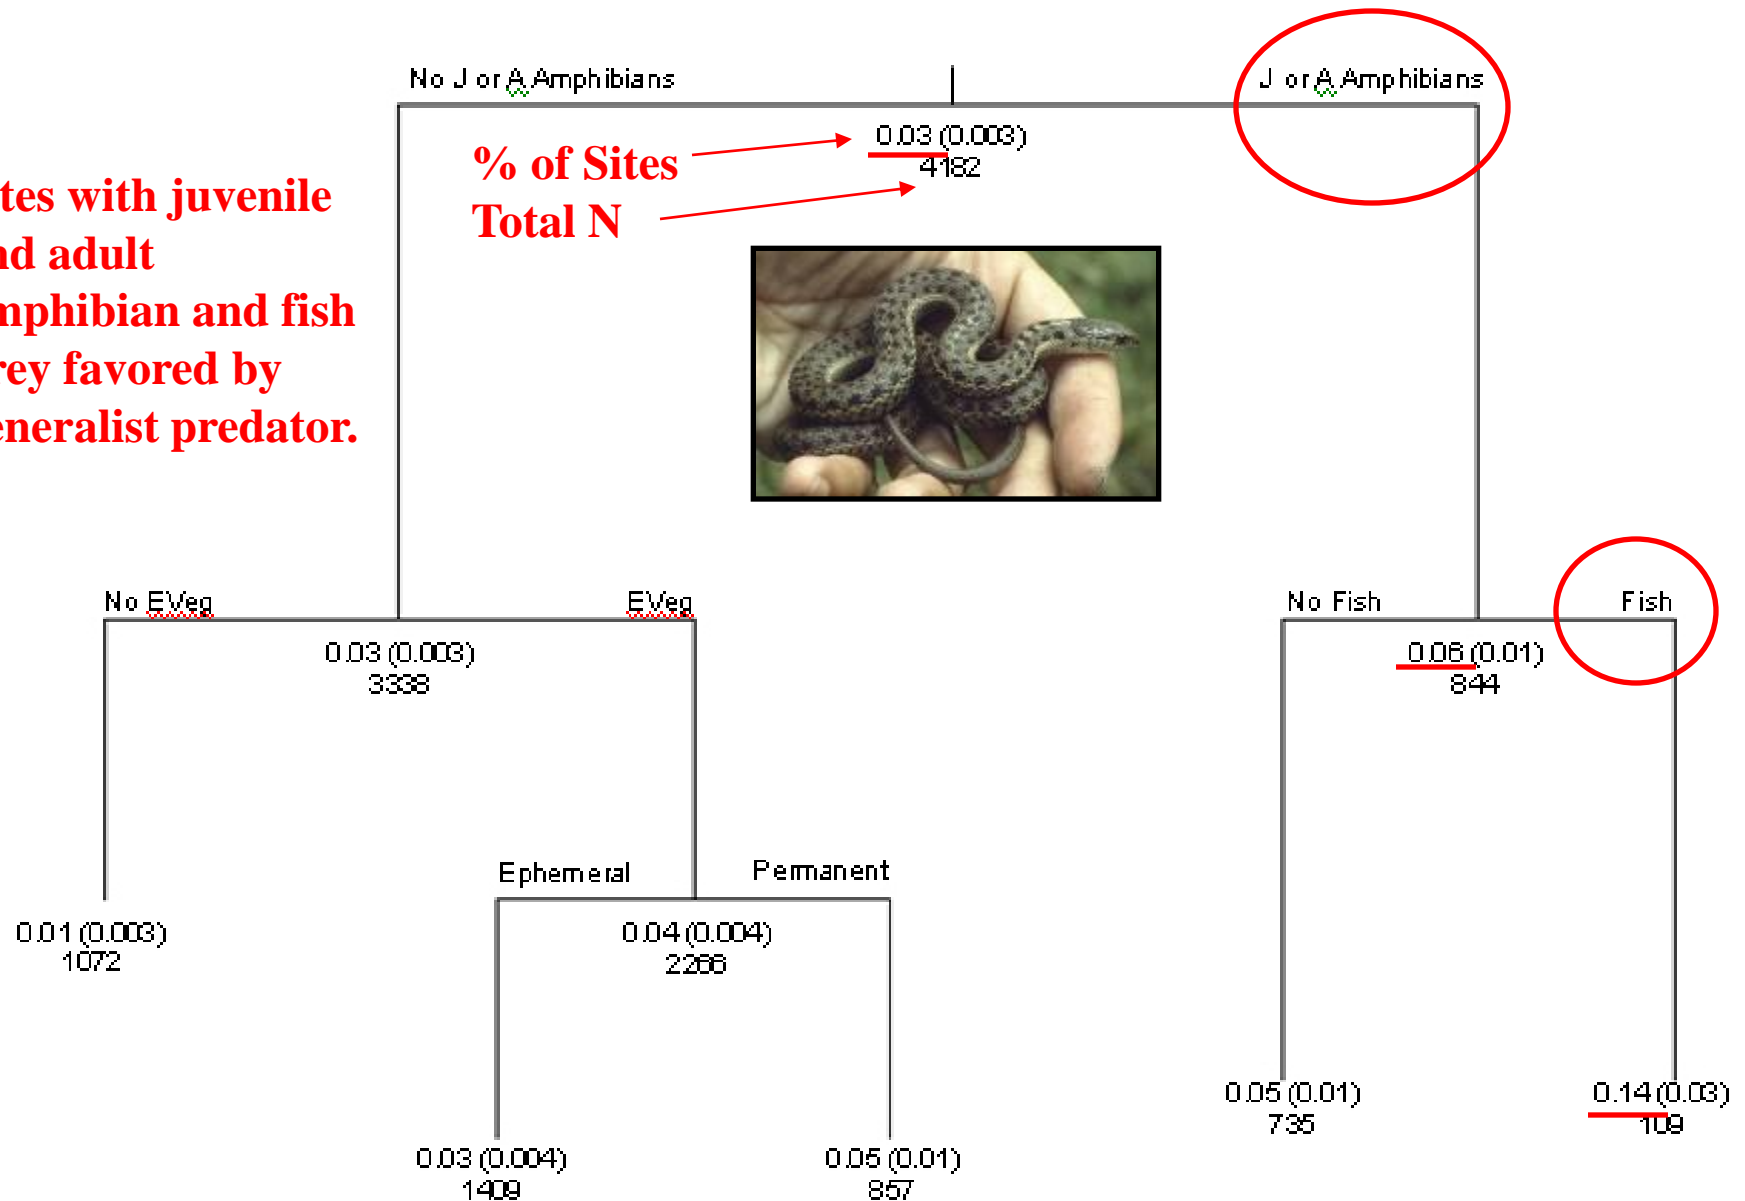 No J or A Amphibians
J or A Amphibians
0.03 (0.003)
4182
% of Sites
Total N
tes with juvenile
nd adult
mphibian and fish
rey favored by
eneralist predator.
No EVeg
EVeg
0.03 (0.003)
3338
No Fish
Fish
0.06 (0.01)
844
Ephemeral
Permanent
0.01 (0.003)
1072
0.04 (0.004)
2266
0.05 (0.01)
735
0.14 (0.03)
109
0.03 (0.004)
1409
0.05 (0.01)
857